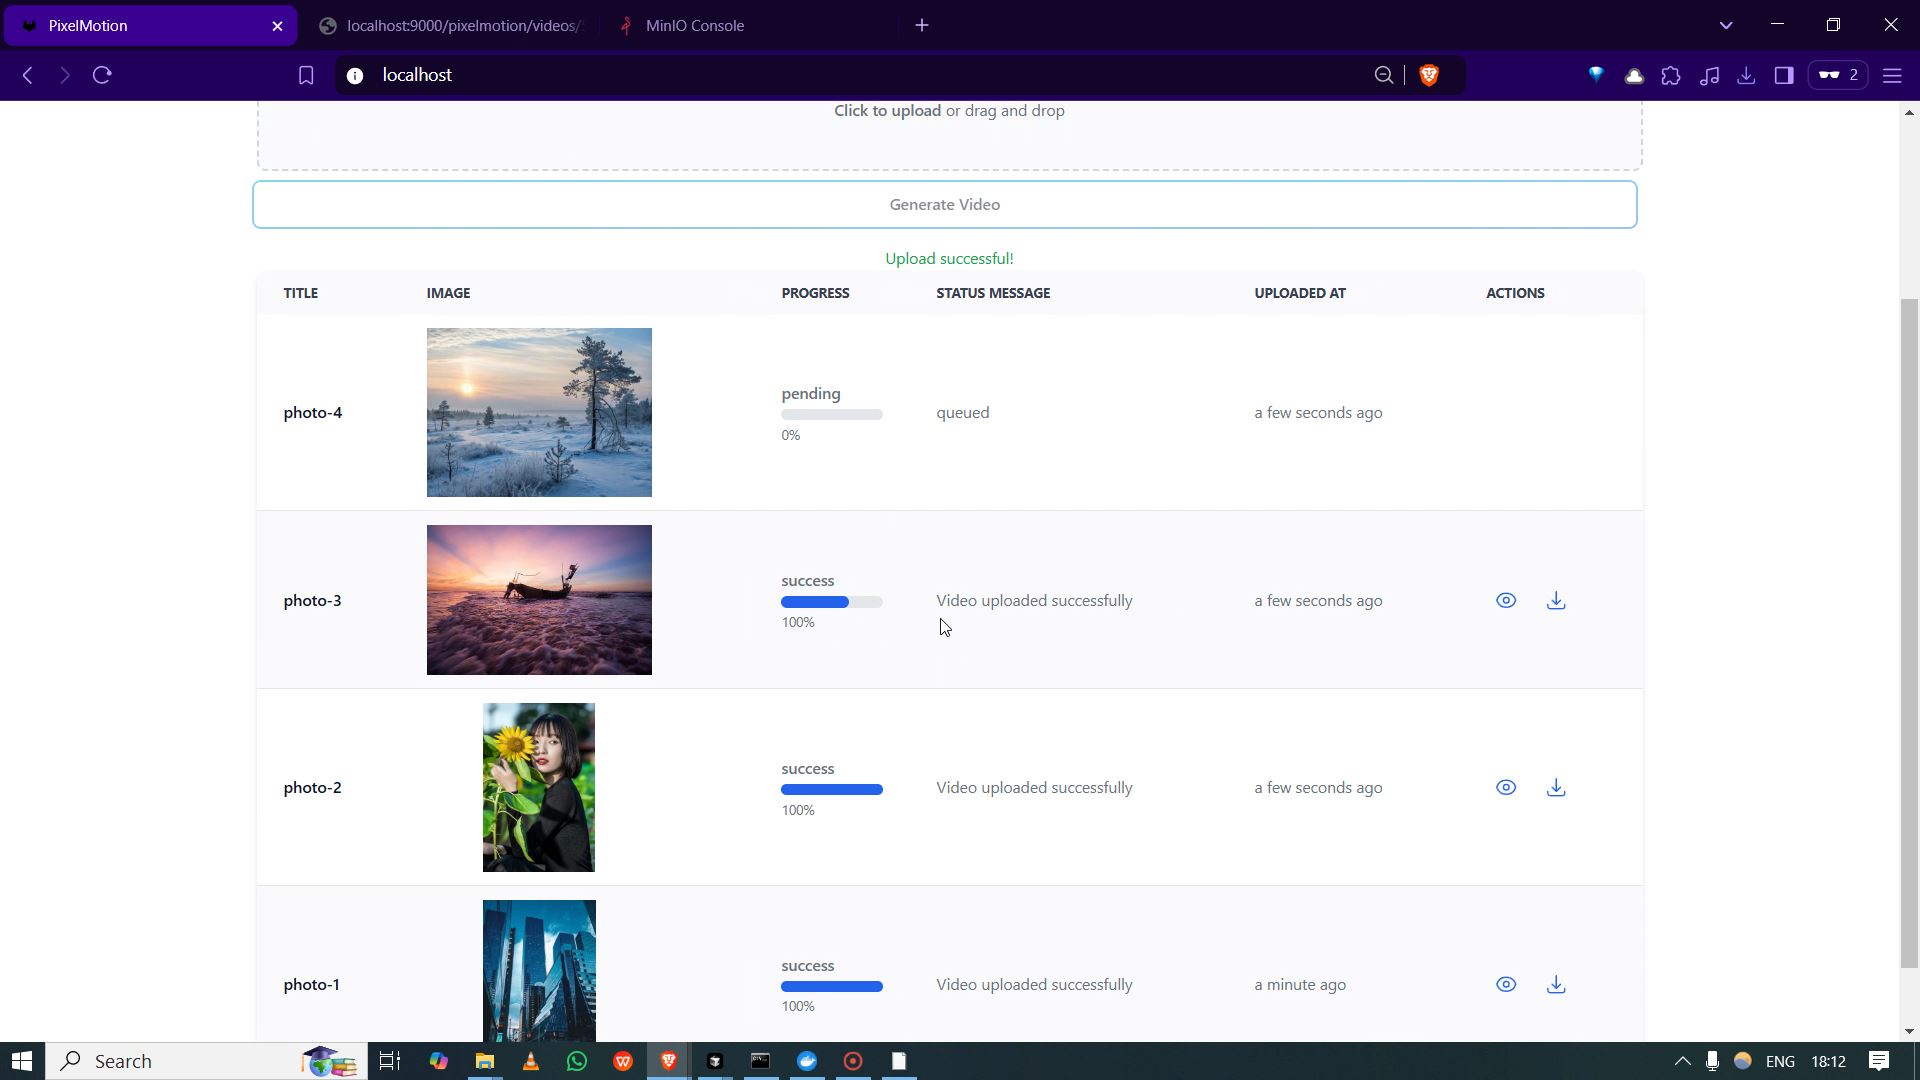 PixelMotion
localhost:9000/pixelmotion/videos/
MinIO Console
localhost
2
Click to upload or drag and drop
Generate Video
Upload successful!
TITLE IMAGE PROGRESS STATUS MESSAGE UPLOADED AT ACTIONS
pending
photo-4 queued a few seconds ago
0%
success
photo-3 Video uploaded successfully a few seconds ago
100%
success
photo-2 Video uploaded successfully a few seconds ago
100%
success
photo-1 Video uploaded successfully a minute ago
100%
Search
ENG 18:12